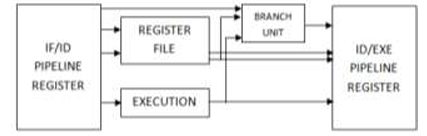 IF/ID
PIPELINE
REGISTER
REGISTER
FILE
EXECUTION
BRANCH
UNIT
ID/EXE
PIPELINE
REGISTER